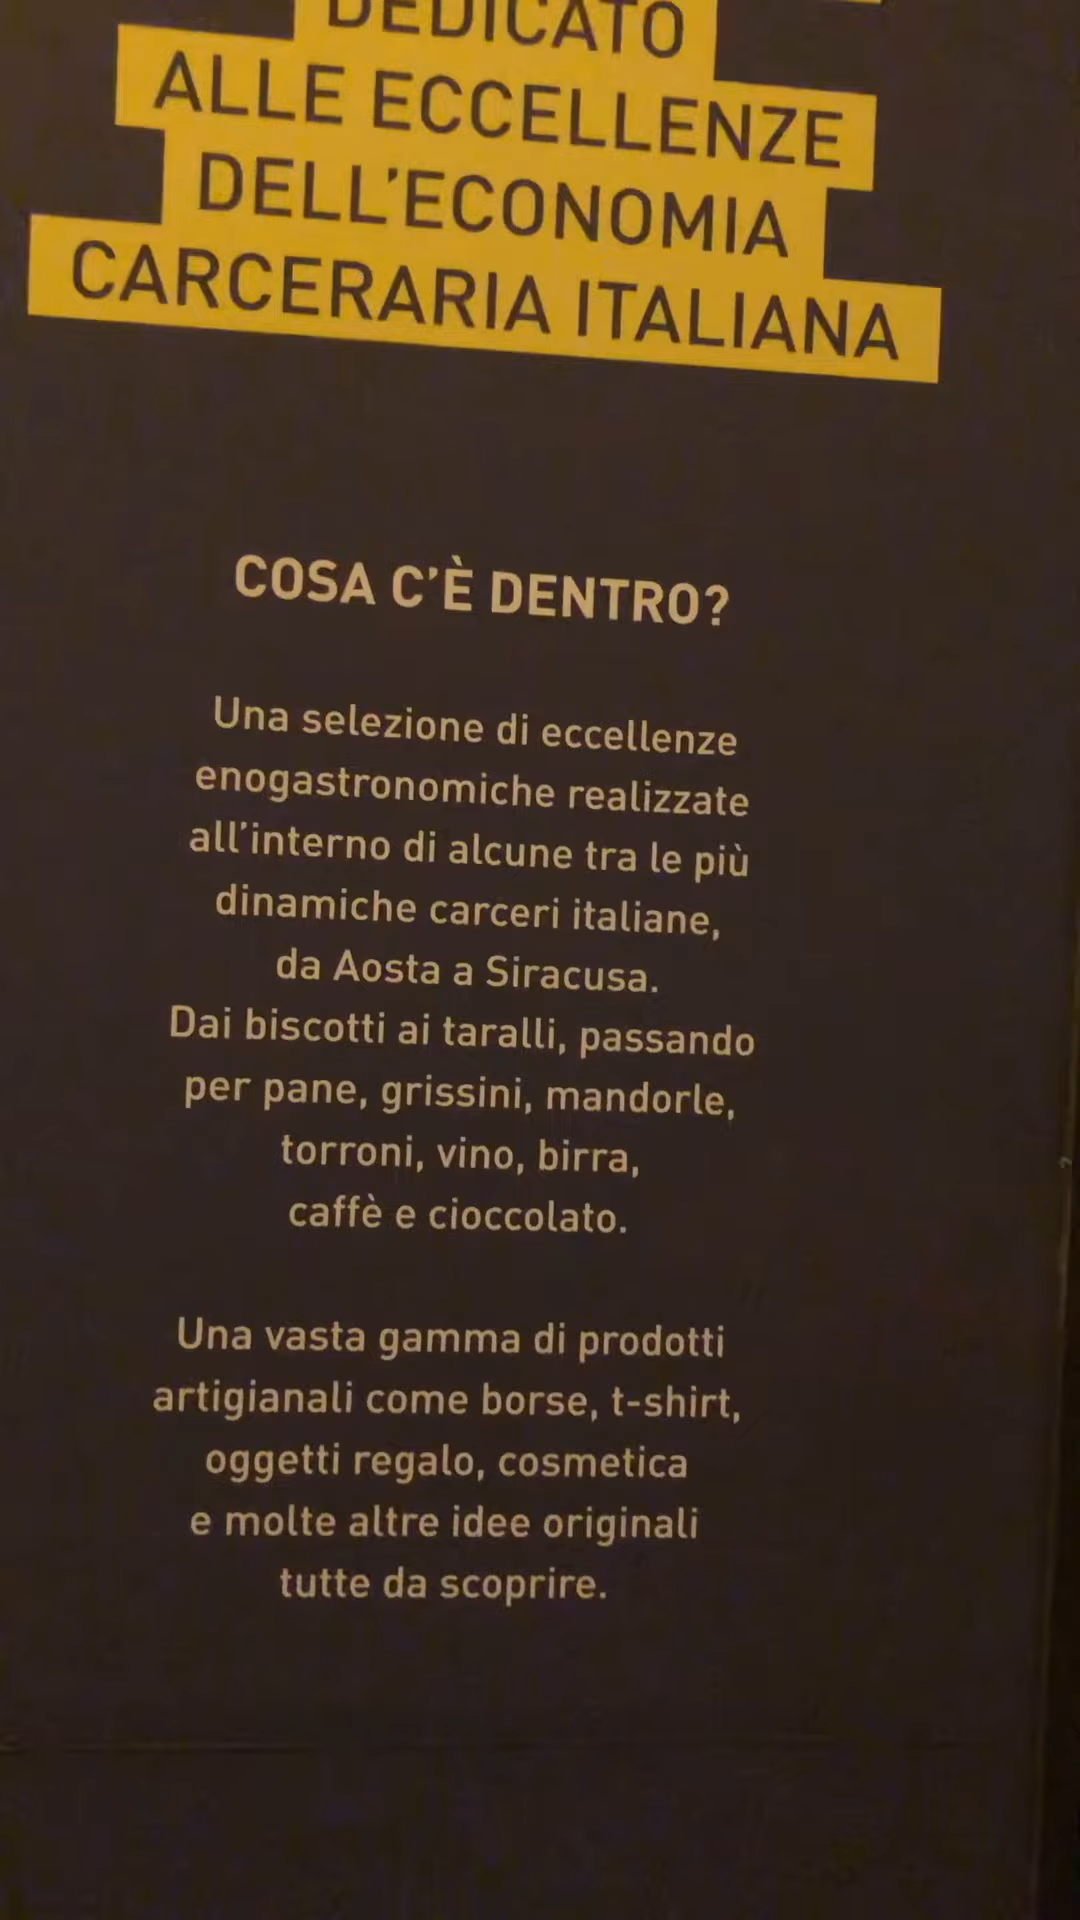 DEDICATO
ALLE ECCELLENZE
DELL'ECONOMIA
CARCERARIA ITALIANA
COSA C'È DENTRO?
Una selezione di eccellenze
enogastronomiche realizzate
all'interno di alcune tra le più
dinamiche carceri italiane,
da Aosta a Siracusa.
Dai biscotti ai taralli, passando
per pane, grissini, mandorle,
torroni, vino, birra,
caffè e cioccolato.
Una vasta gamma di prodotti
artigianali come borse, t-shirt,
oggetti regalo, cosmetica
e molte altre idee originali
tutte da scoprire.